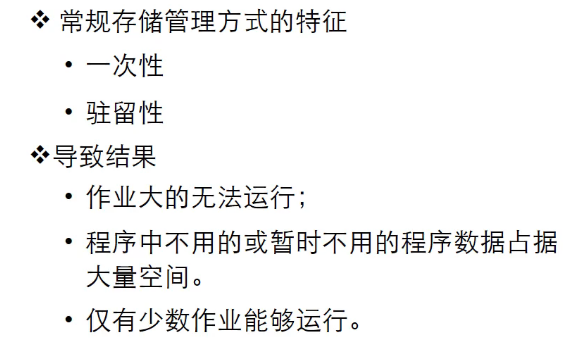 ❖ 常规存储管理方式的特征
• 一次性
• 驻留性
❖导致结果
• 作业大的无法运行；
• 程序中不用的或暂时不用的程序数据占据
大量空间。
• 仅有少数作业能够运行。